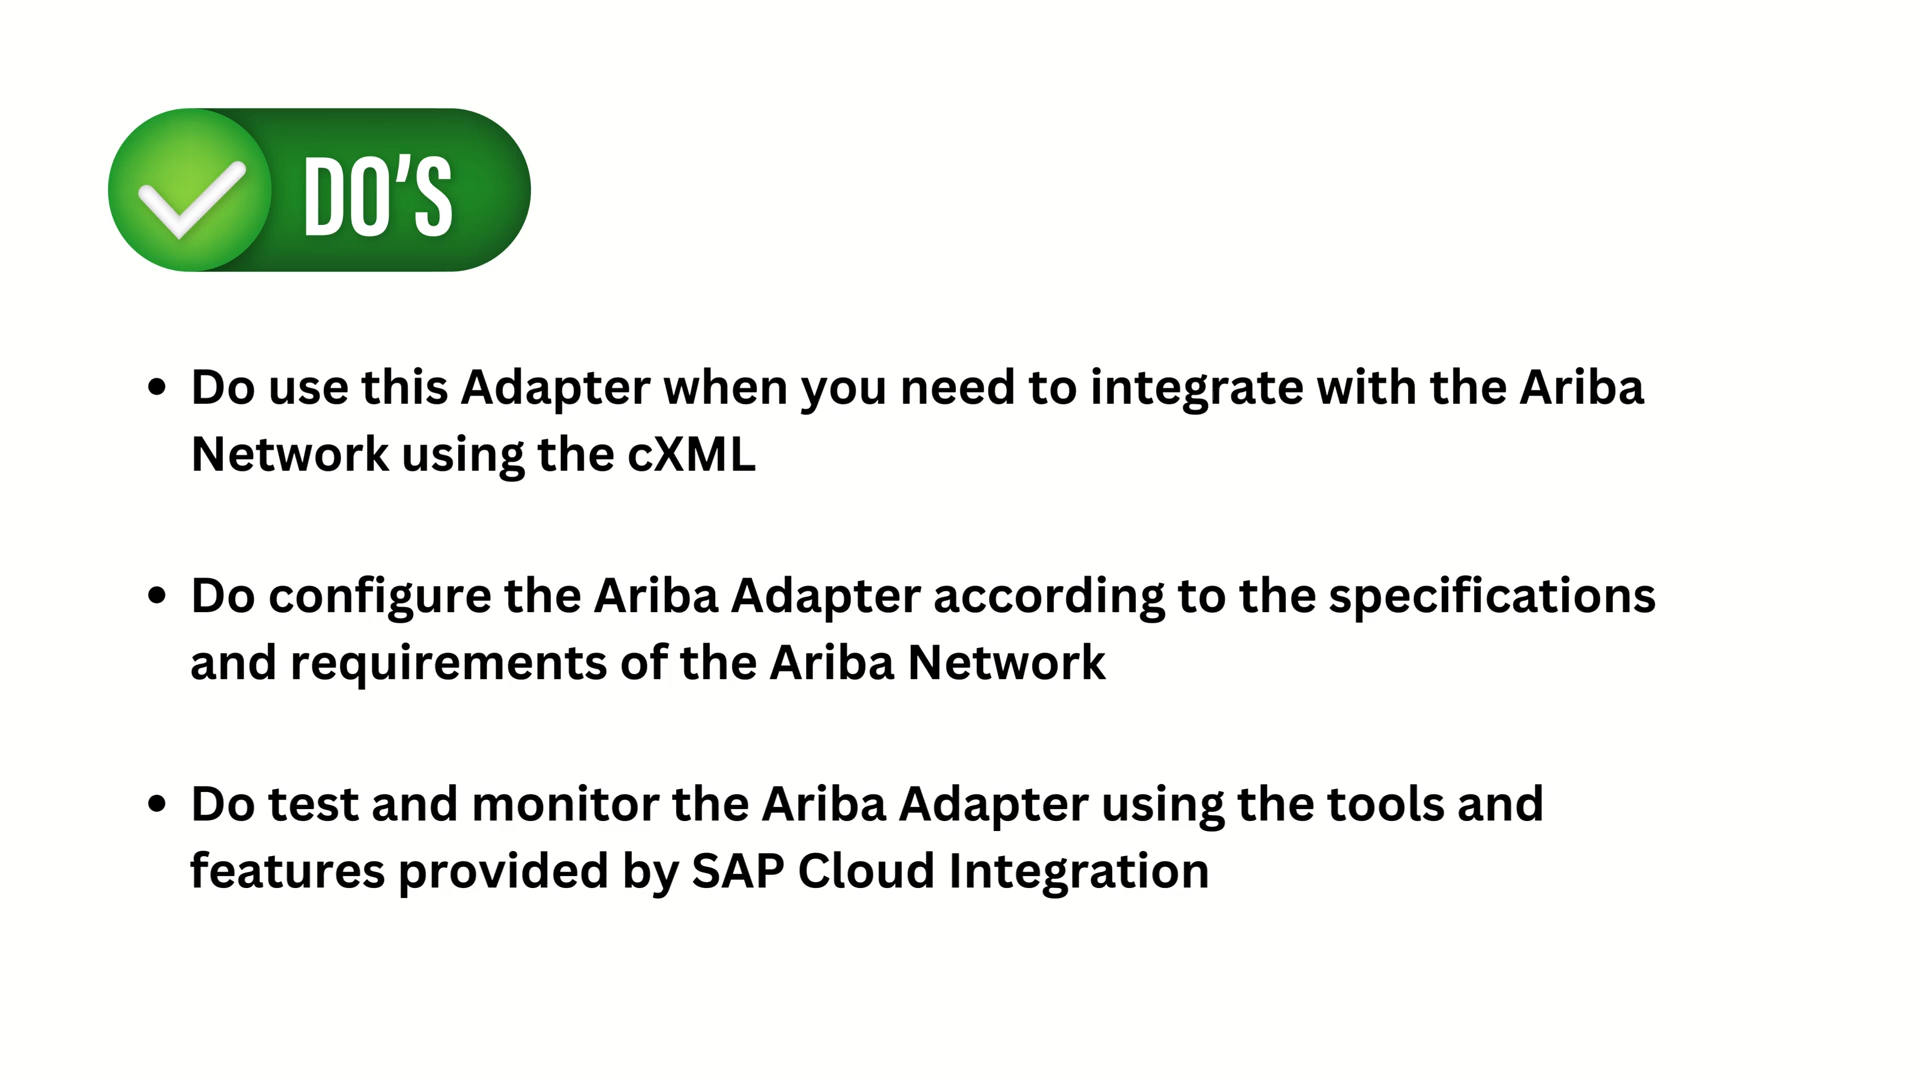 DO'S
• Do use this Adapter when you need to integrate with the Ariba
Network using the cXML
• Do configure the Ariba Adapter according to the specifications
and requirements of the Ariba Network
• Do test and monitor the Ariba Adapter using the tools and
features provided by SAP Cloud Integration